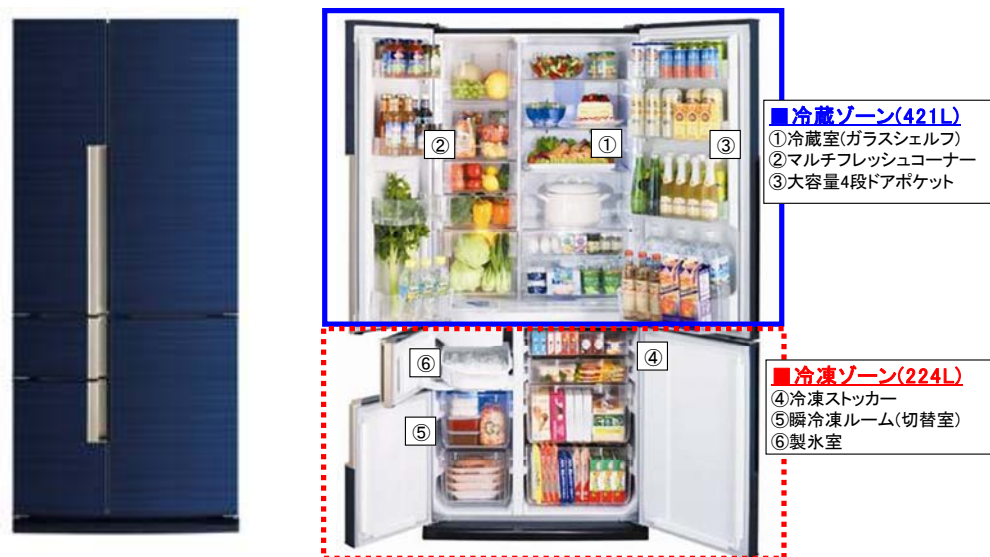 ■冷蔵ゾーン(421L)
①冷蔵室(ガラスシェルフ)
②マルチフレッシュコーナー
③大容量4段ドアポケット
②
①
③
⑥
④
⑤
■冷凍ゾーン(224L)
④冷凍ストッカー
⑤瞬冷凍ルーム(切替室)
⑥製氷室